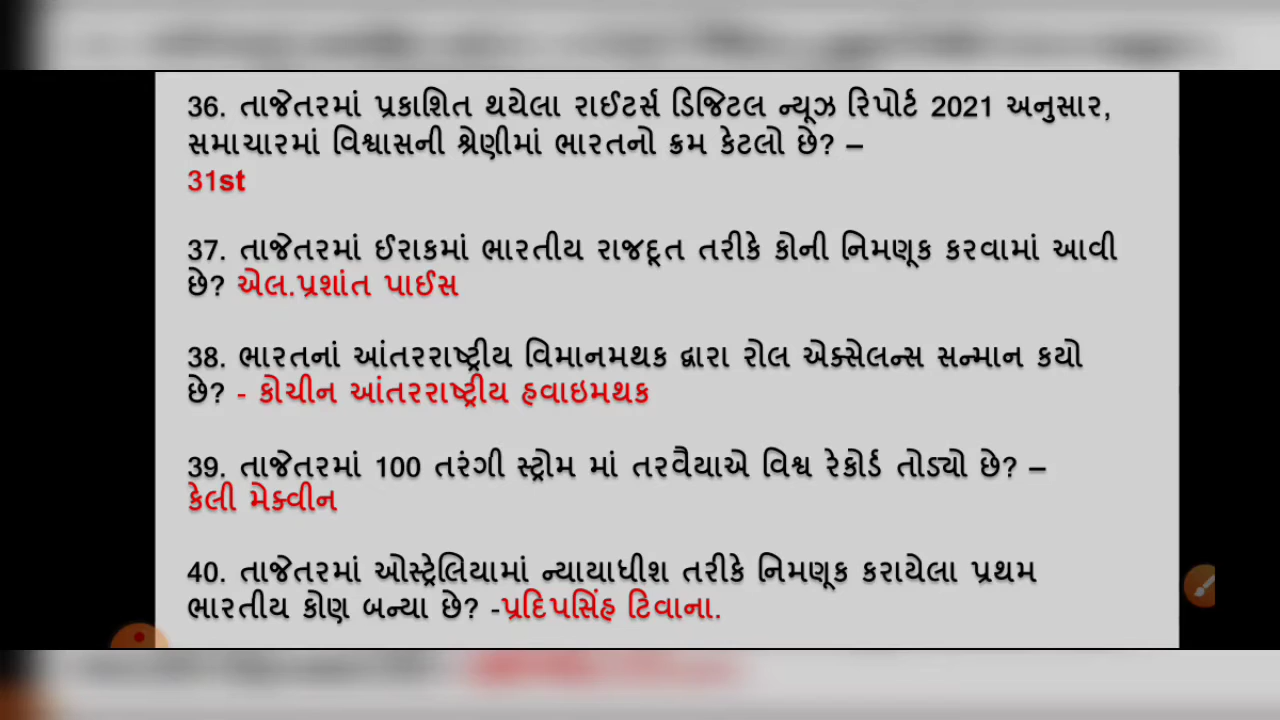 36. તાજેતરમાં પ્રકાશિત થયેલા રાઈટર્સ ડિજિટલ ન્યૂઝ રિપોર્ટ 2021 અનુસાર,
સમાચારમાં વિશ્વાસની શ્રેણીમાં ભારતનો ક્રમ કેટલો છે? –
31st
37. તાજેતરમાં ઈરાકમાં ભારતીય રાજદૂત તરીકે કોની નિમણૂક કરવામાં આવી
છે? એલ.પ્રશાંત પાઈસ
38. ભારતનાં આંતરરાષ્ટ્રીય વિમાનમથક દ્વારા રોલ એક્સેલન્સ સન્માન કયો
છે? - કોચીન આંતરરાષ્ટ્રીય હવાઇમથક
39. તાજેતરમાં 100 તરંગી સ્ટ્રોમ માં તરવૈયાએ વિશ્વ રેકોર્ડ તોડ્યો છે? –
કેલી મેક્વીન
40. તાજેતરમાં ઓસ્ટ્રેલિયામાં ન્યાયાધીશ તરીકે નિમણૂક કરાયેલા પ્રથમ
ભારતીય કોણ બન્યા છે? -પ્રદિપસિંહ ટિવાના.